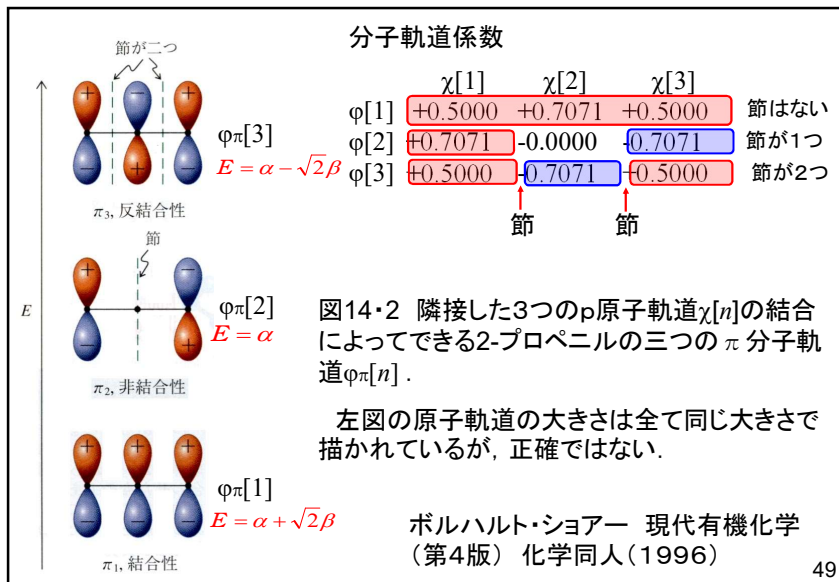 節が二つ
+ − +
− + −
φπ[3]
E = α − √2β
π₃, 反結合性
節
+ −
− +
φπ[2]
E = α
π₂, 非結合性
+ + +
− − −
φπ[1]
E = α + √2β
π₁, 結合性
E
分子軌道係数
χ[1] χ[2] χ[3]
φ[1] +0.5000 +0.7071 +0.5000 節はない
φ[2] +0.7071 -0.0000 -0.7071 節が1つ
φ[3] +0.5000 -0.7071 +0.5000 節が2つ
節 節
図14・2 隣接した3つのp原子軌道χ[n]の結合
によってできる2-プロペニルの三つの π 分子軌
道φπ[n] .
左図の原子軌道の大きさは全て同じ大きさで
描かれているが, 正確ではない.
ボルハルト・ショアー 現代有機化学
(第4版) 化学同人(1996)
49